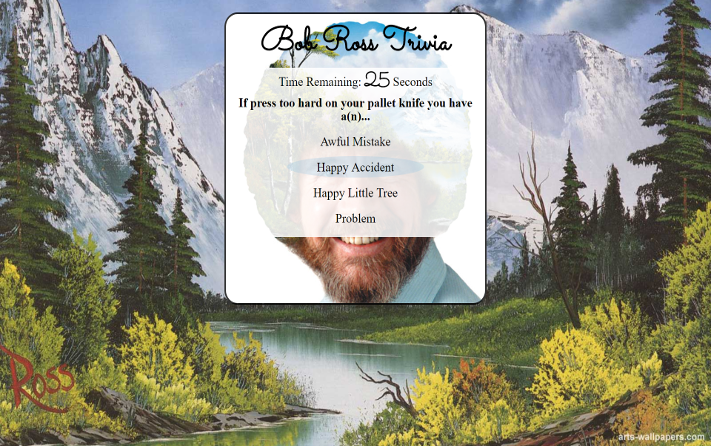 Bob Ross Trivia
Time Remaining: 25 Seconds
If press too hard on your pallet knife you have
a(n)...
Awful Mistake
Happy Accident
Happy Little Tree
Problem
Ross
arts-wallpapers.com